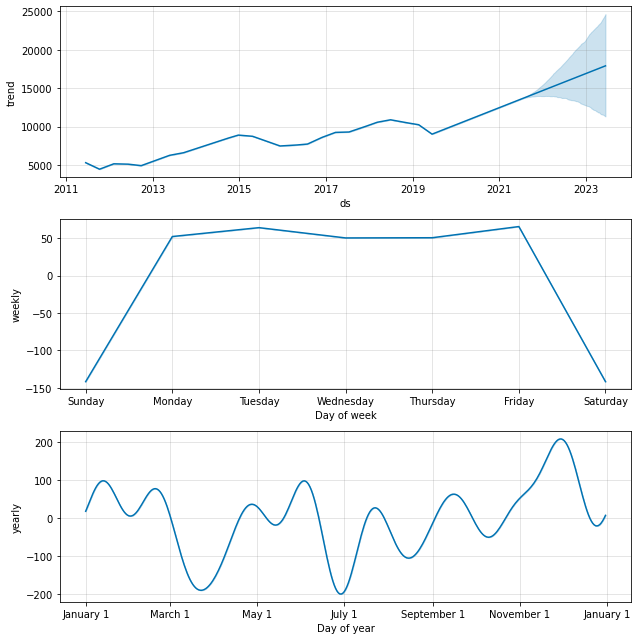 25000
20000
15000
10000
5000
trend
2011 2013 2015 2017 2019 2021 2023
ds
50
0
−50
−100
−150
weekly
Sunday Monday Tuesday Wednesday Thursday Friday Saturday
Day of week
200
100
0
−100
−200
yearly
January 1 March 1 May 1 July 1 September 1 November 1 January 1
Day of year